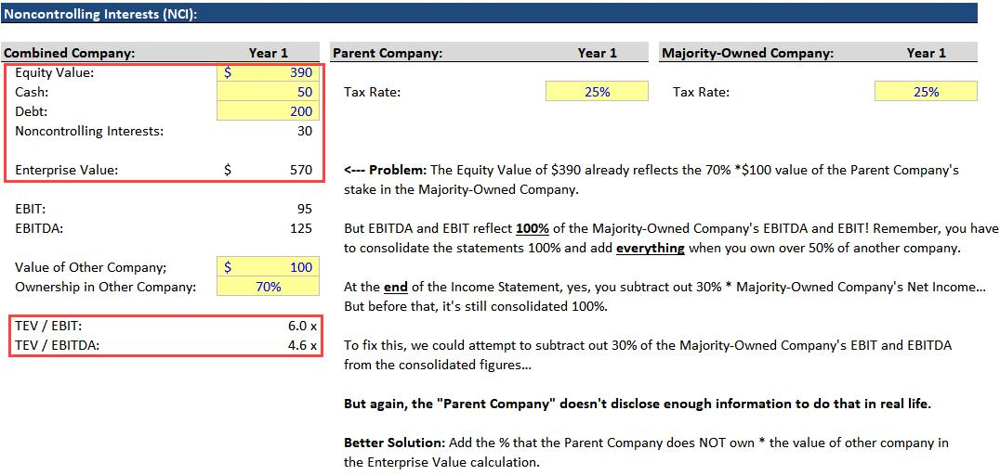 Noncontrolling Interests (NCI):
Combined Company: Year 1 Parent Company: Year 1 Majority-Owned Company: Year 1
Equity Value: $ 390
Cash: 50 Tax Rate: 25% Tax Rate: 25%
Debt: 200
Noncontrolling Interests: 30
Enterprise Value: $ 570 <--- Problem: The Equity Value of $390 already reflects the 70% *$100 value of the Parent Company's
stake in the Majority-Owned Company.
EBIT: 95
EBITDA: 125 But EBITDA and EBIT reflect 100% of the Majority-Owned Company's EBITDA and EBIT! Remember, you have
to consolidate the statements 100% and add everything when you own over 50% of another company.
Value of Other Company; $ 100
Ownership in Other Company: 70% At the end of the Income Statement, yes, you subtract out 30% * Majority-Owned Company's Net Income...
But before that, it's still consolidated 100%.
TEV / EBIT: 6.0 x
TEV / EBITDA: 4.6 x To fix this, we could attempt to subtract out 30% of the Majority-Owned Company's EBIT and EBITDA
from the consolidated figures...
But again, the "Parent Company" doesn't disclose enough information to do that in real life.
Better Solution: Add the % that the Parent Company does NOT own * the value of other company in
the Enterprise Value calculation.